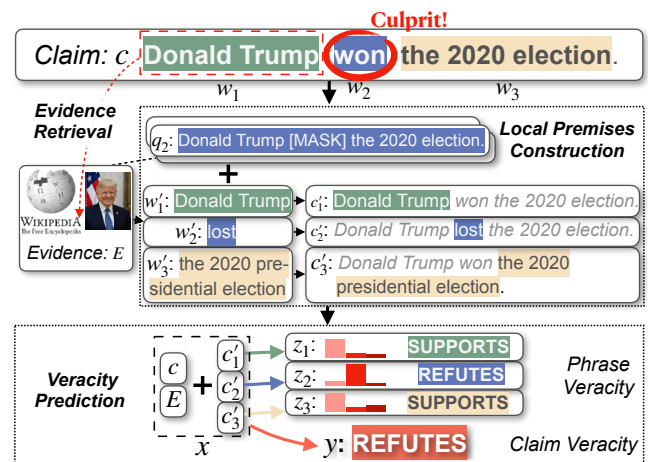 Culprit!
Claim: c Donald Trump won the 2020 election.
w1 w2 w3
Evidence
Retrieval
Local Premises
Construction
q2: Donald Trump [MASK] the 2020 election.
+
WIKIPEDIA
The Free Encyclopedia
Evidence: E
w′1: Donald Trump
c′1: Donald Trump won the 2020 election.
w′2: lost
c′2: Donald Trump lost the 2020 election.
w′3: the 2020 pre-
sidential election
c′3: Donald Trump won the 2020
presidential election.
Veracity
Prediction
c
E
+
c′1
c′2
c′3
x
z1: SUPPORTS
z2: REFUTES
z3: SUPPORTS
Phrase
Veracity
y: REFUTES
Claim Veracity